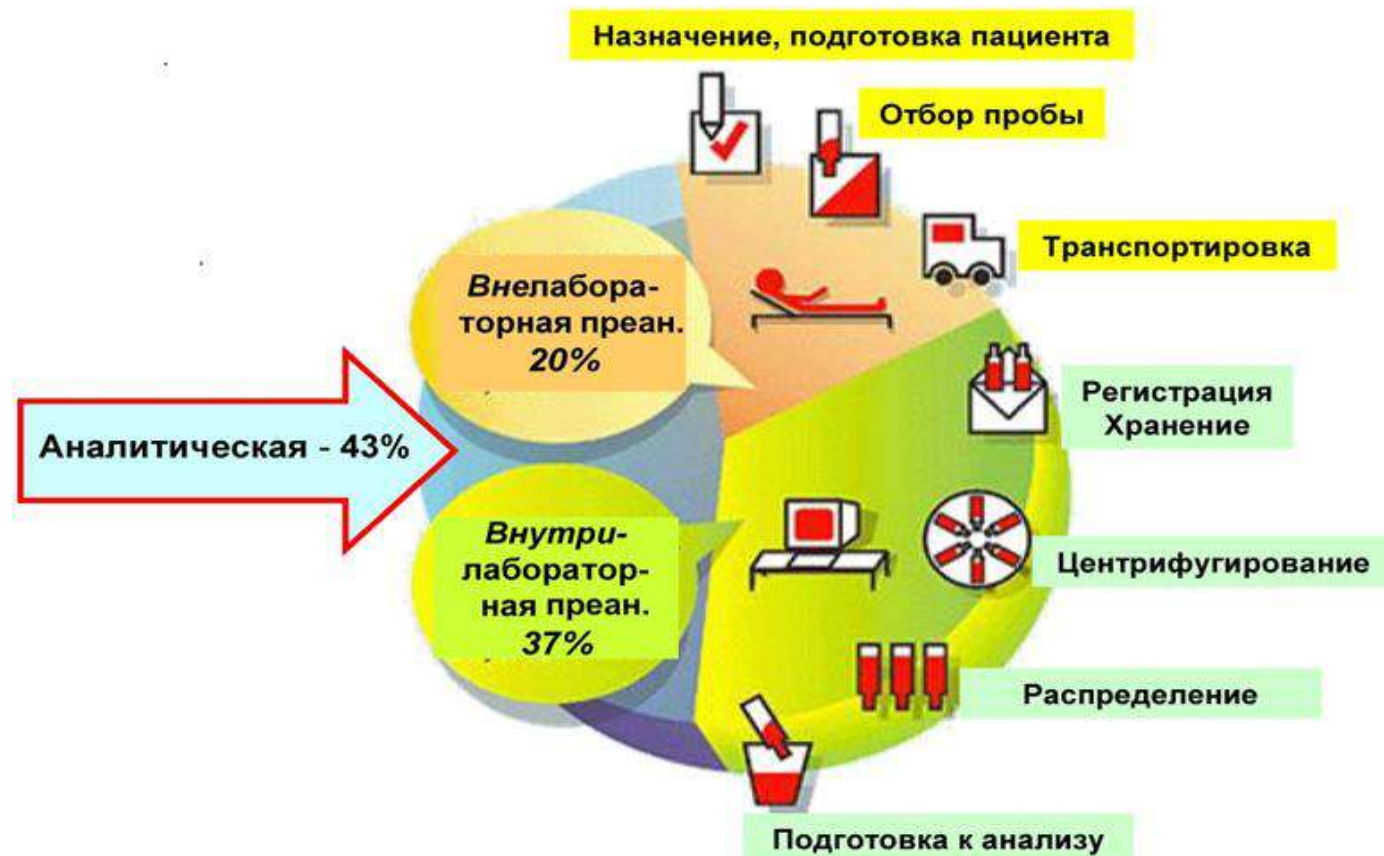 Назначение, подготовка пациента
Отбор пробы
Транспортировка
Внелабора-
торная преан.
20%
Аналитическая - 43%
Регистрация
Хранение
Внутри-
лаборатор-
ная преан.
37%
Центрифугирование
Распределение
Подготовка к анализу